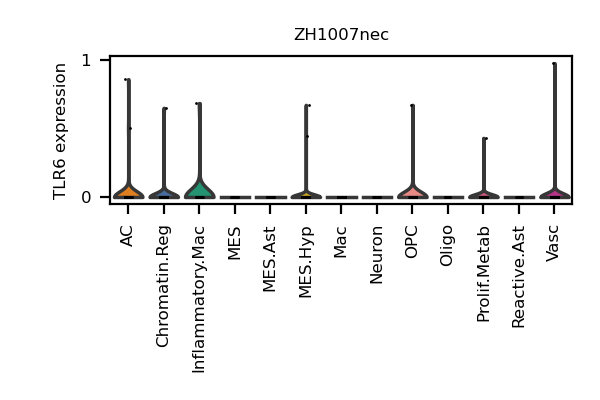 ZH1007nec
TLR6 expression
1
0
AC
Chromatin.Reg
Inflammatory.Mac
MES
MES.Ast
MES.Hyp
Mac
Neuron
OPC
Oligo
Prolif.Metab
Reactive.Ast
Vasc